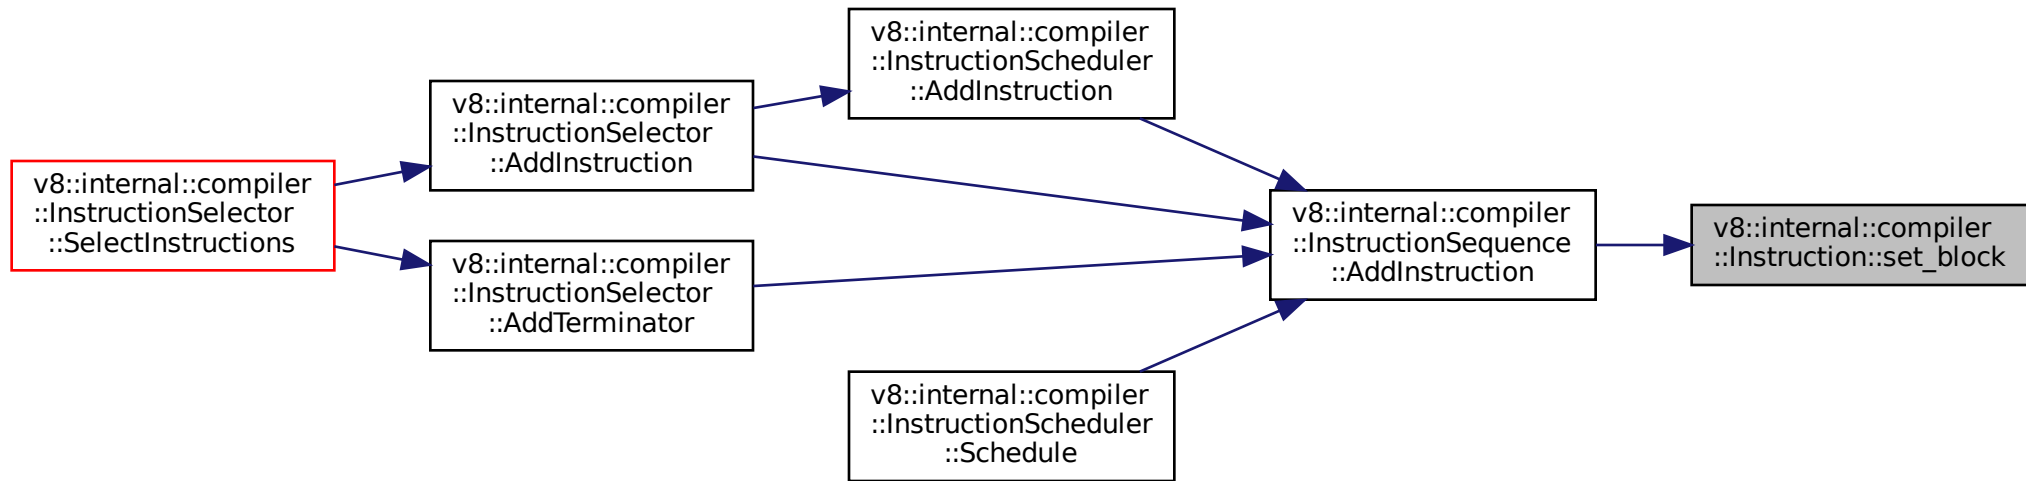 v8::internal::compiler
::InstructionSelector
::SelectInstructions
v8::internal::compiler
::InstructionSelector
::AddInstruction
v8::internal::compiler
::InstructionSelector
::AddTerminator
v8::internal::compiler
::InstructionScheduler
::AddInstruction
v8::internal::compiler
::InstructionScheduler
::Schedule
v8::internal::compiler
::InstructionSequence
::AddInstruction
v8::internal::compiler
::Instruction::set_block